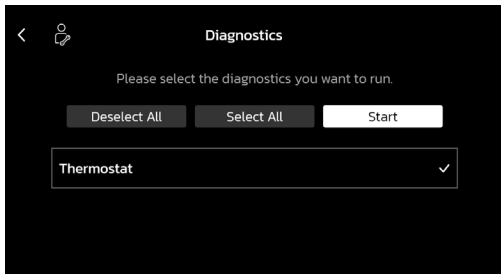 Diagnostics
Please select the diagnostics you want to run.
Deselect All Select All Start
Thermostat